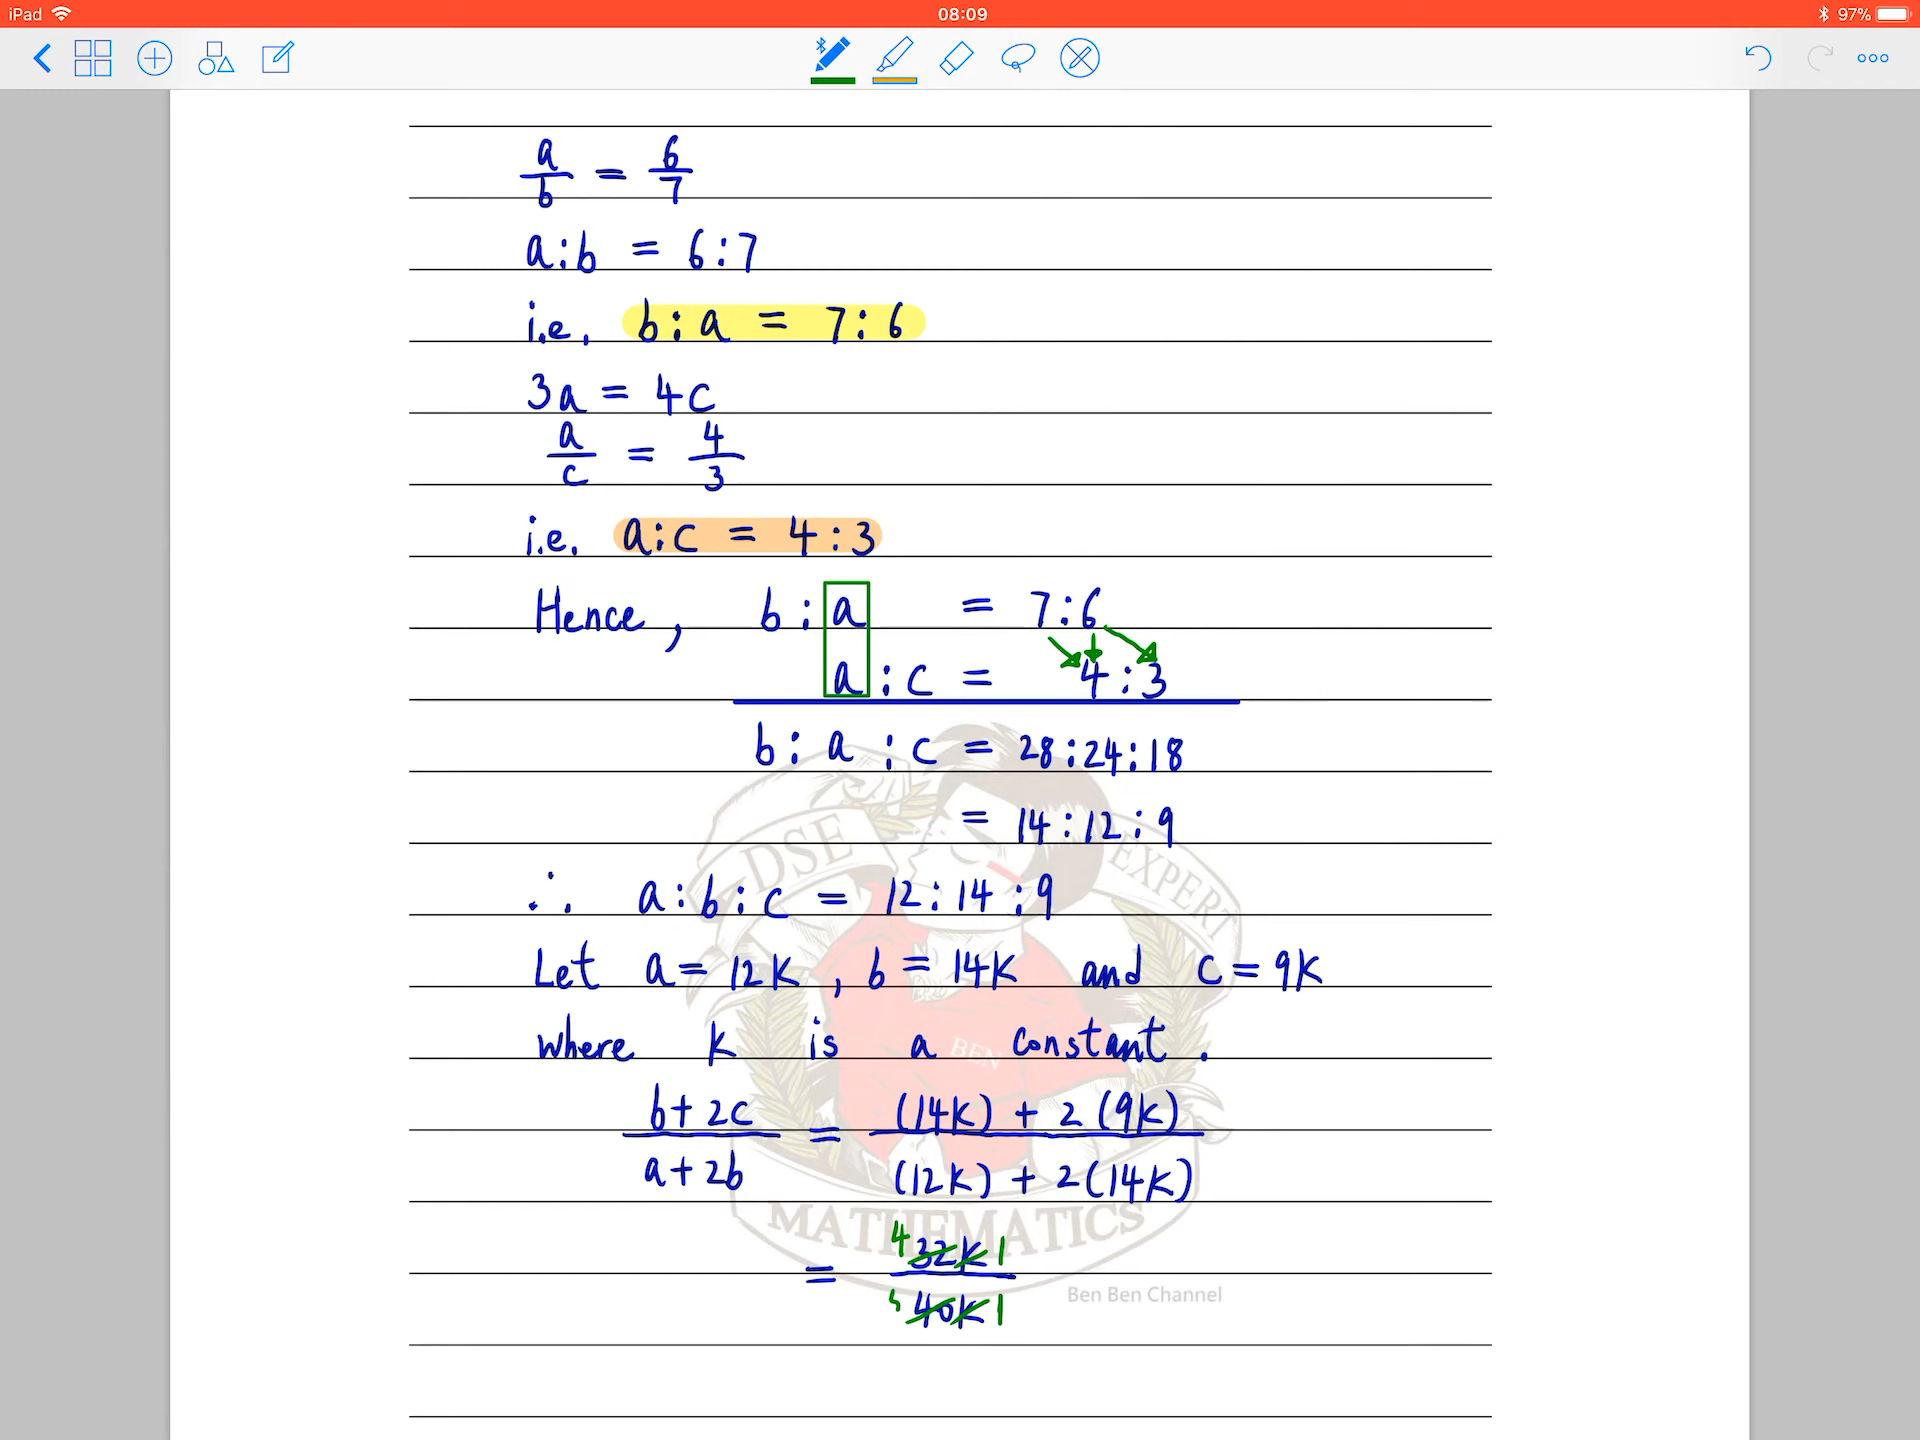 iPad 08:09 97%
a/b = 6/7
a:b = 6:7
i.e. b:a = 7:6
3a = 4c
a/c = 4/3
i.e. a:c = 4:3
Hence, b:a = 7:6
a:c = 4:3
b:a:c = 28:24:18
= 14:12:9
∴ a:b:c = 12:14:9
Let a = 12k, b = 14k and c = 9k
where k is a constant.
(b+2c)/(a+2b) = ((14k) + 2(9k))/((12k) + 2(14k))
= 4 32k 1 / 5 40k 1
DSE EXPERT
BEN
MATHEMATICS
Ben Ben Channel